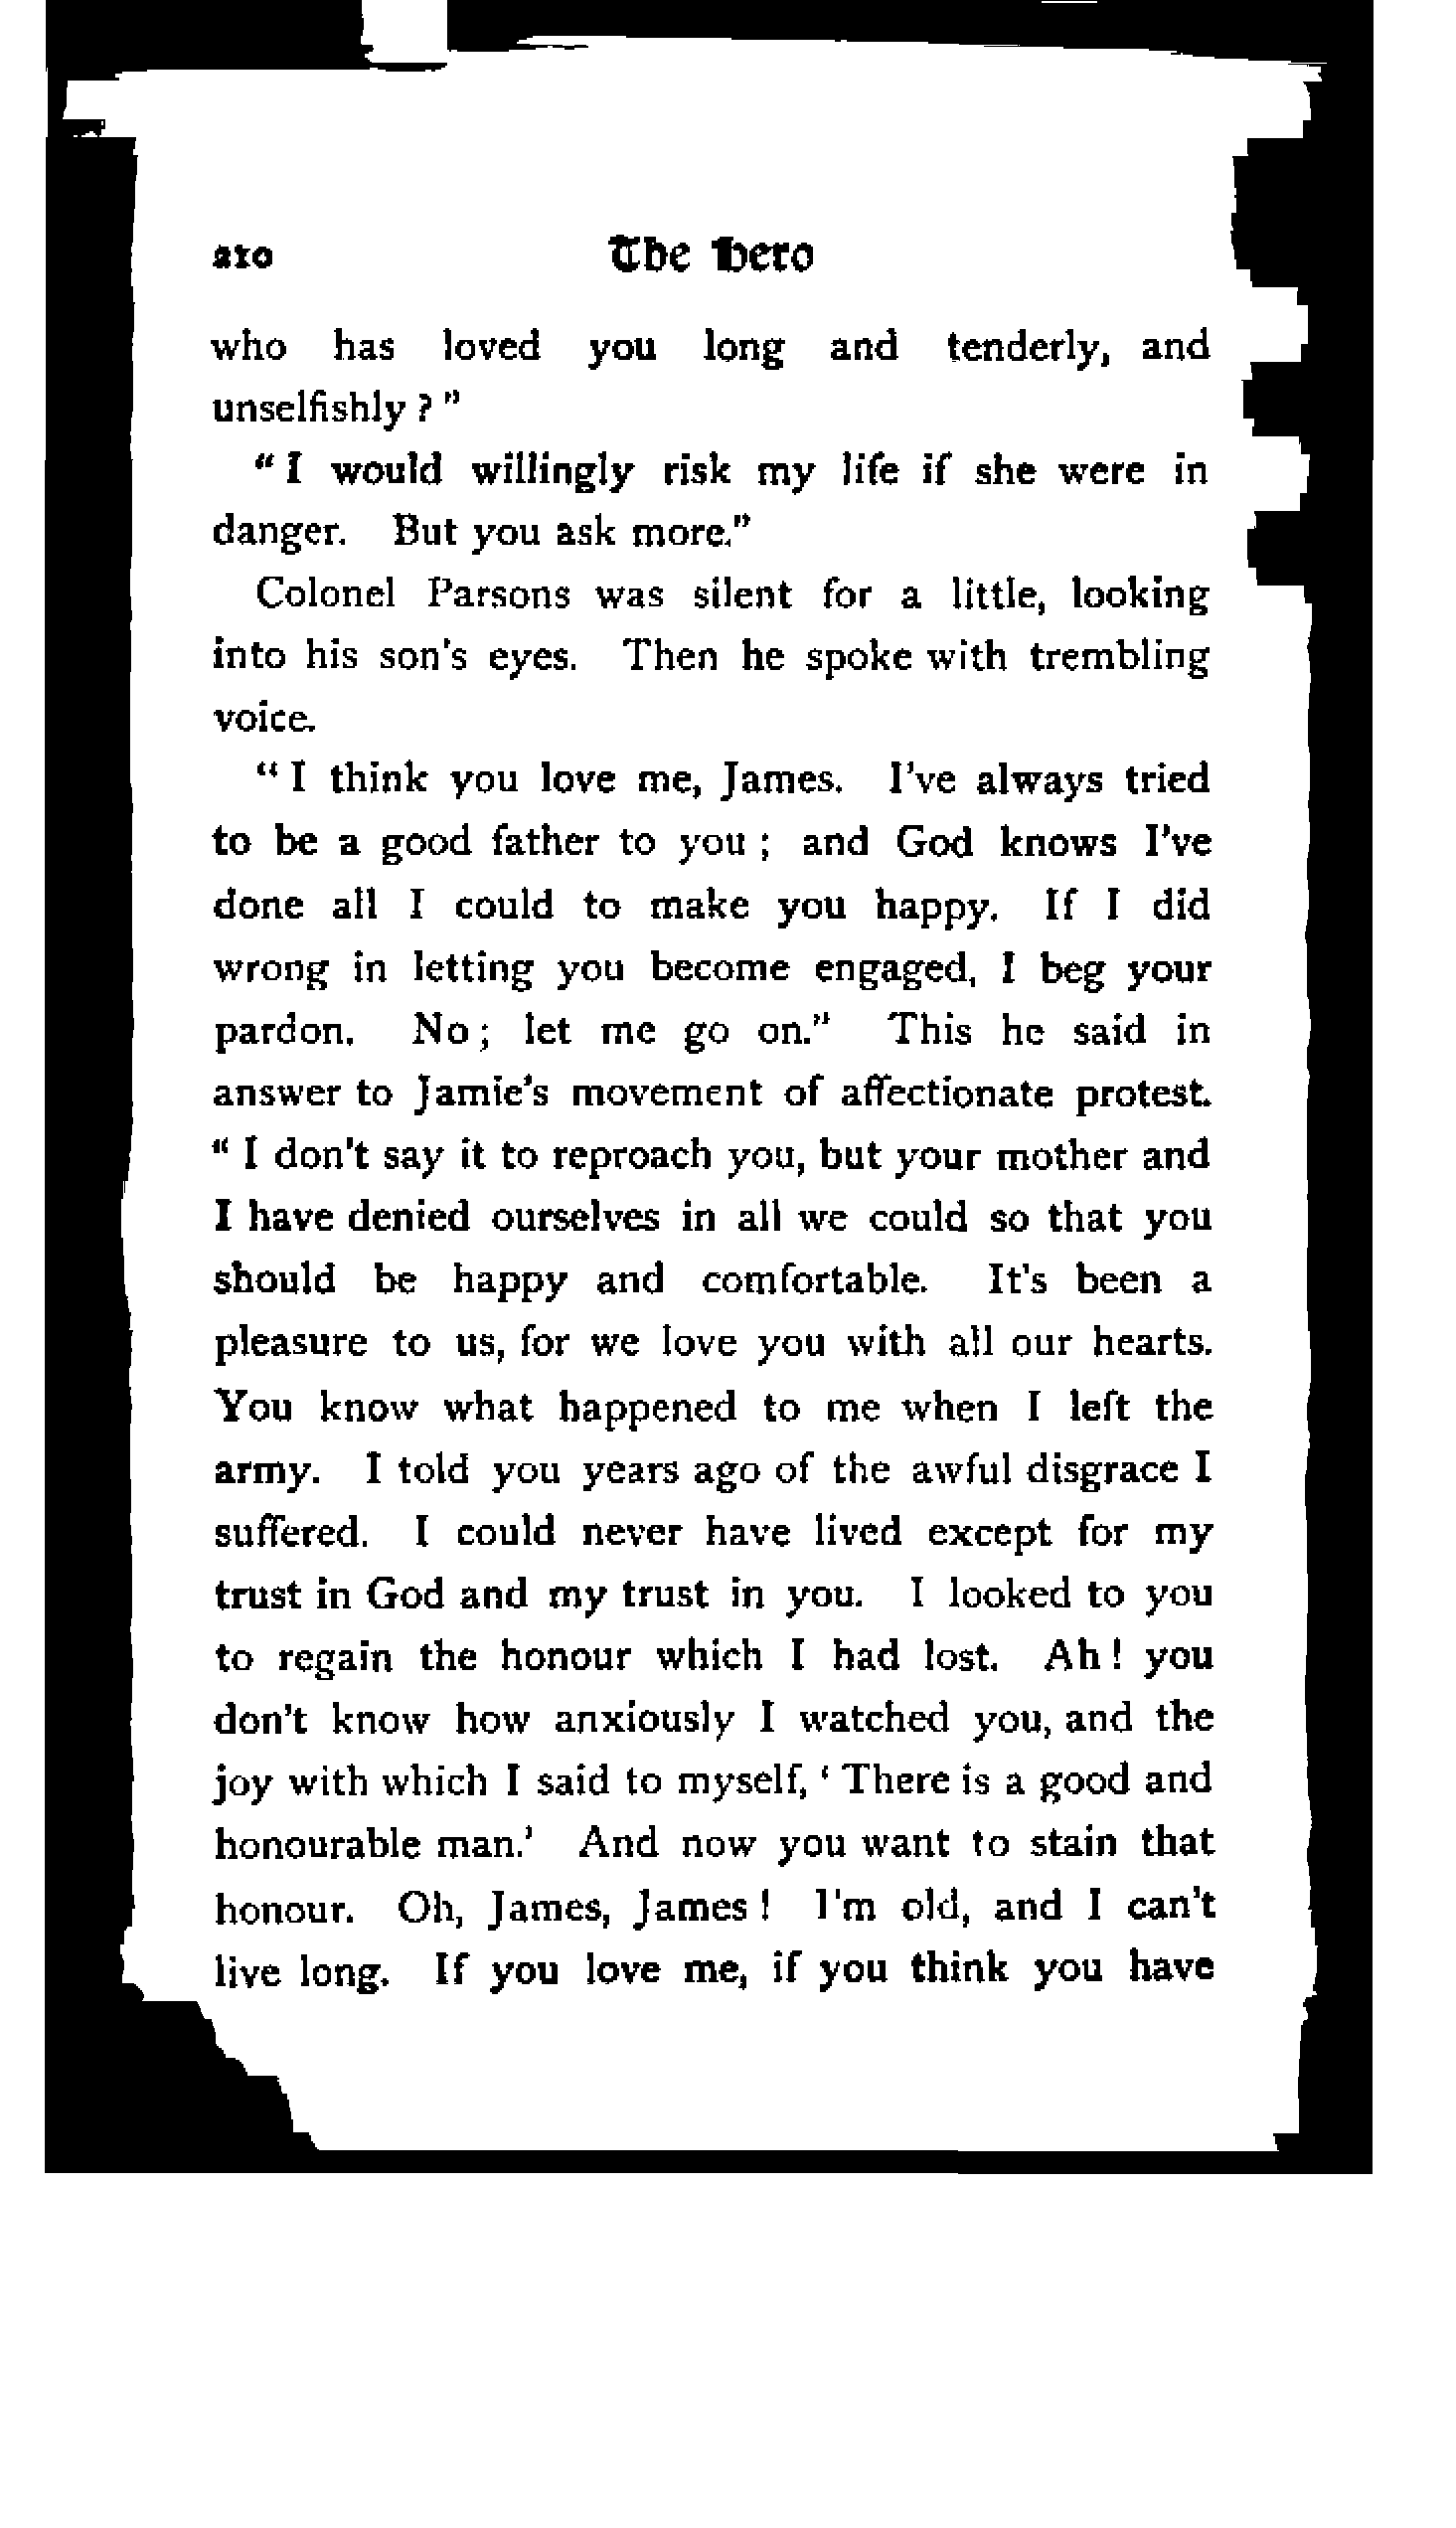 210 The Hero
who has loved you long and tenderly, and
unselfishly ? "
" I would willingly risk my life if she were in
danger. But you ask more."
Colonel Parsons was silent for a little, looking
into his son's eyes. Then he spoke with trembling
voice.
" I think you love me, James. I've always tried
to be a good father to you ; and God knows I've
done all I could to make you happy. If I did
wrong in letting you become engaged, I beg your
pardon. No ; let me go on." This he said in
answer to Jamie's movement of affectionate protest.
" I don't say it to reproach you, but your mother and
I have denied ourselves in all we could so that you
should be happy and comfortable. It's been a
pleasure to us, for we love you with all our hearts.
You know what happened to me when I left the
army. I told you years ago of the awful disgrace I
suffered. I could never have lived except for my
trust in God and my trust in you. I looked to you
to regain the honour which I had lost. Ah ! you
don't know how anxiously I watched you, and the
joy with which I said to myself, ' There is a good and
honourable man.' And now you want to stain that
honour. Oh, James, James ! I'm old, and I can't
live long. If you love me, if you think you have